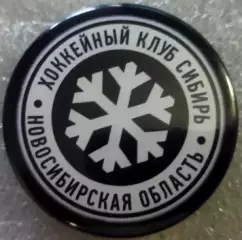 ХОККЕЙНЫЙ КЛУБ СИБИРЬ
НОВОСИБИРСКАЯ ОБЛАСТЬ